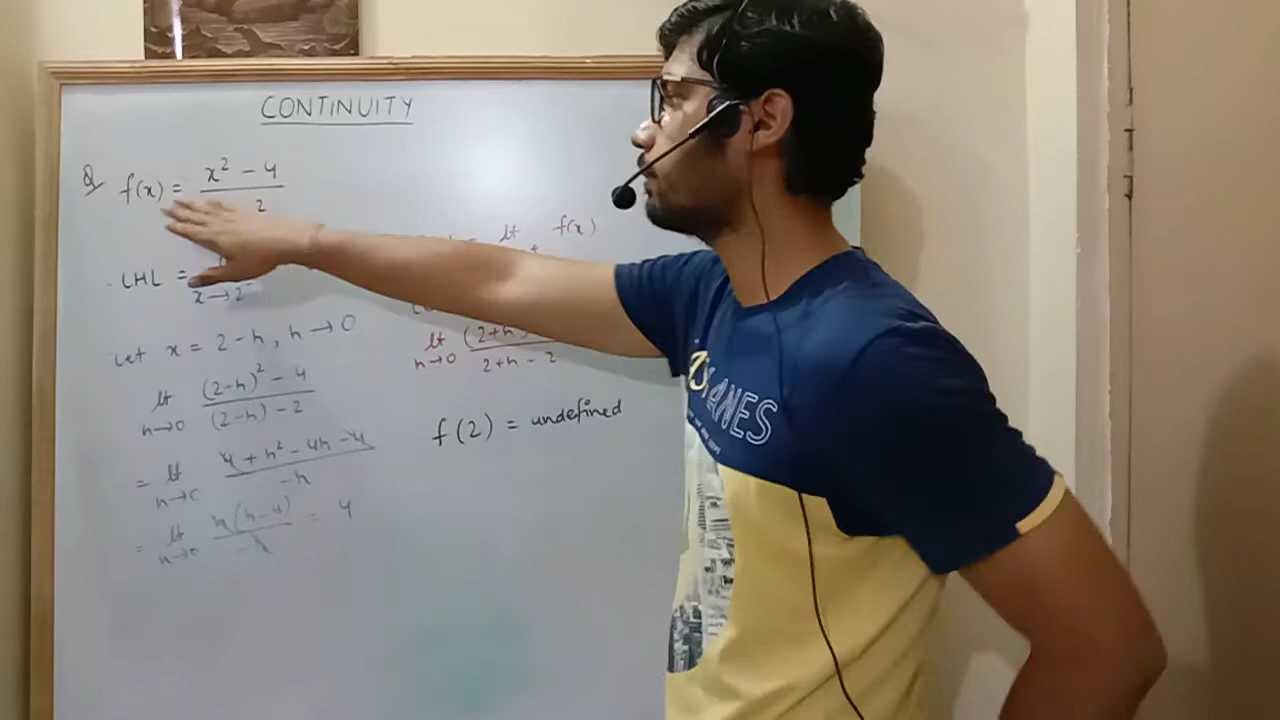 CONTINUITY
Q f(x) = x² - 4
2
LHL =
x→2⁻
Let x = 2-h, h→0
lt (2-h)² - 4
h→0 (2-h) - 2
= lt 4 + h² - 4h - 4
h→0 -h
= lt h(h-4) = 4
h→0 -h
lt f(x)
+
lt (2+h
h→0 2+h - 2
f(2) = undefined
ANES